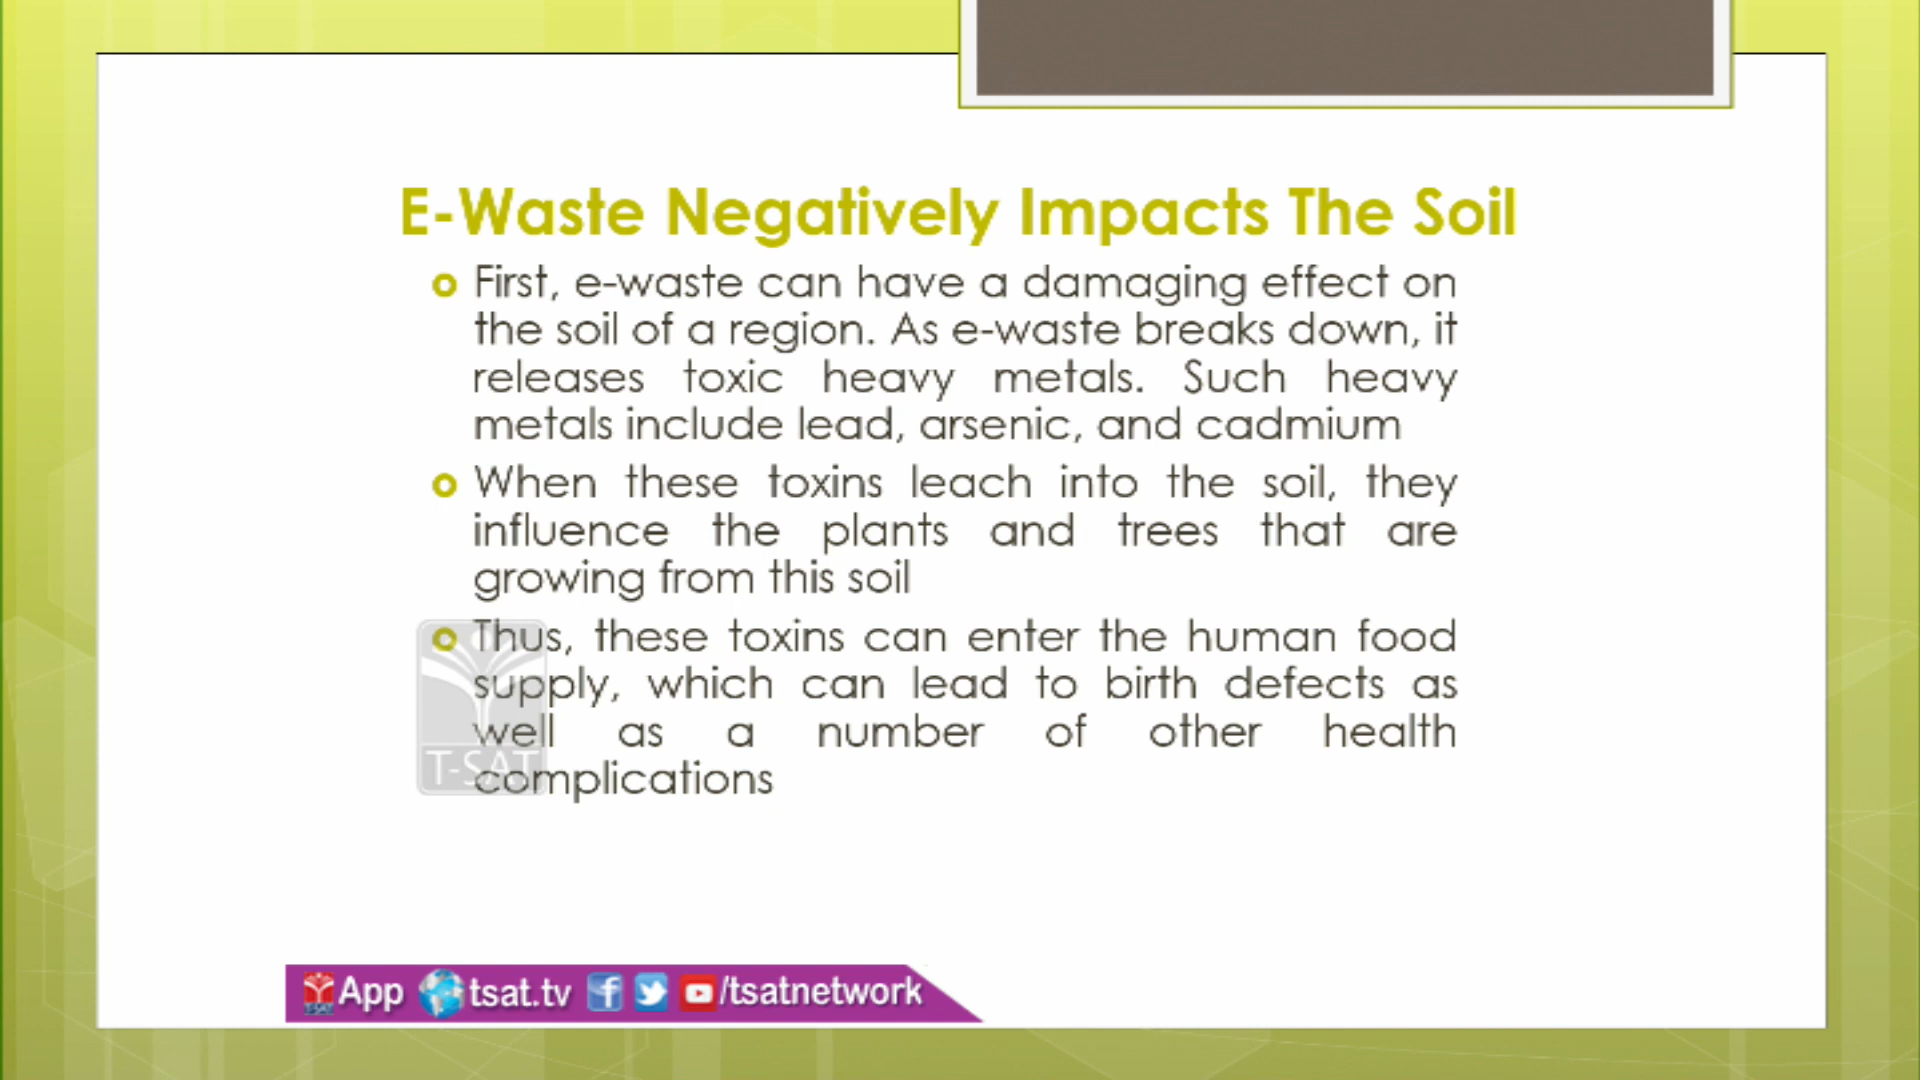 E-Waste Negatively Impacts The Soil
First, e-waste can have a damaging effect on
the soil of a region. As e-waste breaks down, it
releases toxic heavy metals. Such heavy
metals include lead, arsenic, and cadmium
When these toxins leach into the soil, they
influence the plants and trees that are
growing from this soil
Thus, these toxins can enter the human food
supply, which can lead to birth defects as
well as a number of other health
complications
T-SAT
App tsat.tv /tsatnetwork